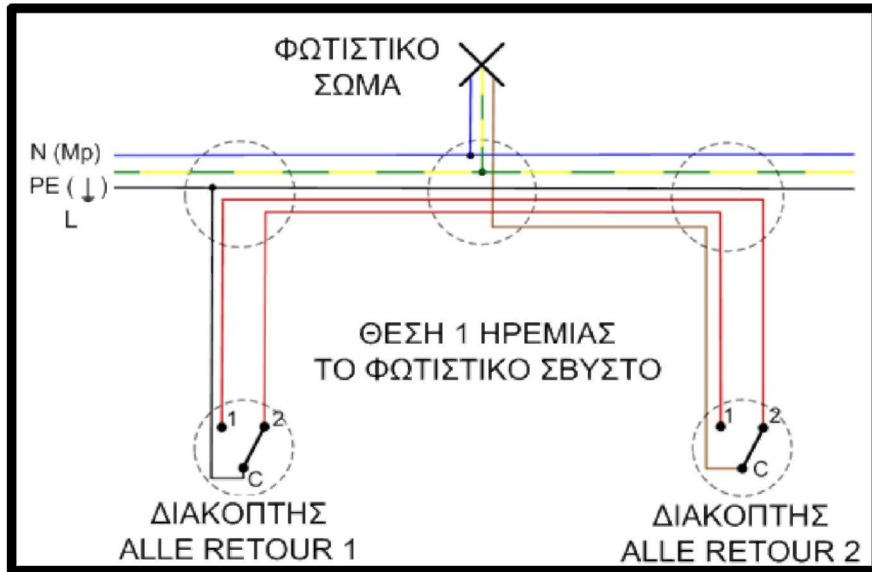 ΦΩΤΙΣΤΙΚΟ
ΣΩΜΑ
N (Mp)
PE ( ⏚ )
L
ΘΕΣΗ 1 ΗΡΕΜΙΑΣ
ΤΟ ΦΩΤΙΣΤΙΚΟ ΣΒΥΣΤΟ
1 2
C
1 2
C
ΔΙΑΚΟΠΤΗΣ
ALLE RETOUR 1
ΔΙΑΚΟΠΤΗΣ
ALLE RETOUR 2